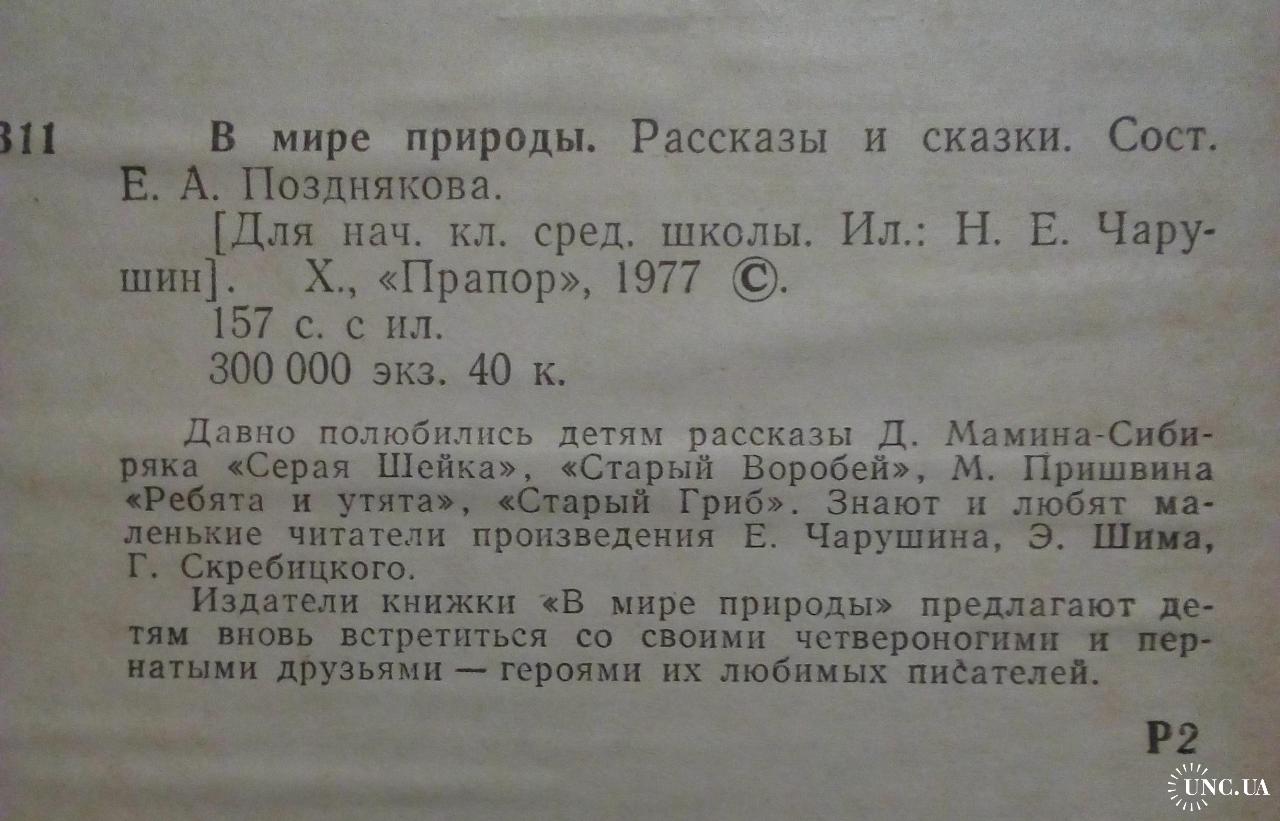 311 В мире природы. Рассказы и сказки. Сост.
Е. А. Позднякова.
[Для нач. кл. сред. школы. Ил.: Н. Е. Чару-
шин]. Х., «Прапор», 1977 ©.
157 с. с ил.
300 000 экз. 40 к.
Давно полюбились детям рассказы Д. Мамина-Сиби-
ряка «Серая Шейка», «Старый Воробей», М. Пришвина
«Ребята и утята», «Старый Гриб». Знают и любят ма-
ленькие читатели произведения Е. Чарушина, Э. Шима,
Г. Скребицкого.
Издатели книжки «В мире природы» предлагают де-
тям вновь встретиться со своими четвероногими и пер-
натыми друзьями — героями их любимых писателей.
Р2
UNC.UA